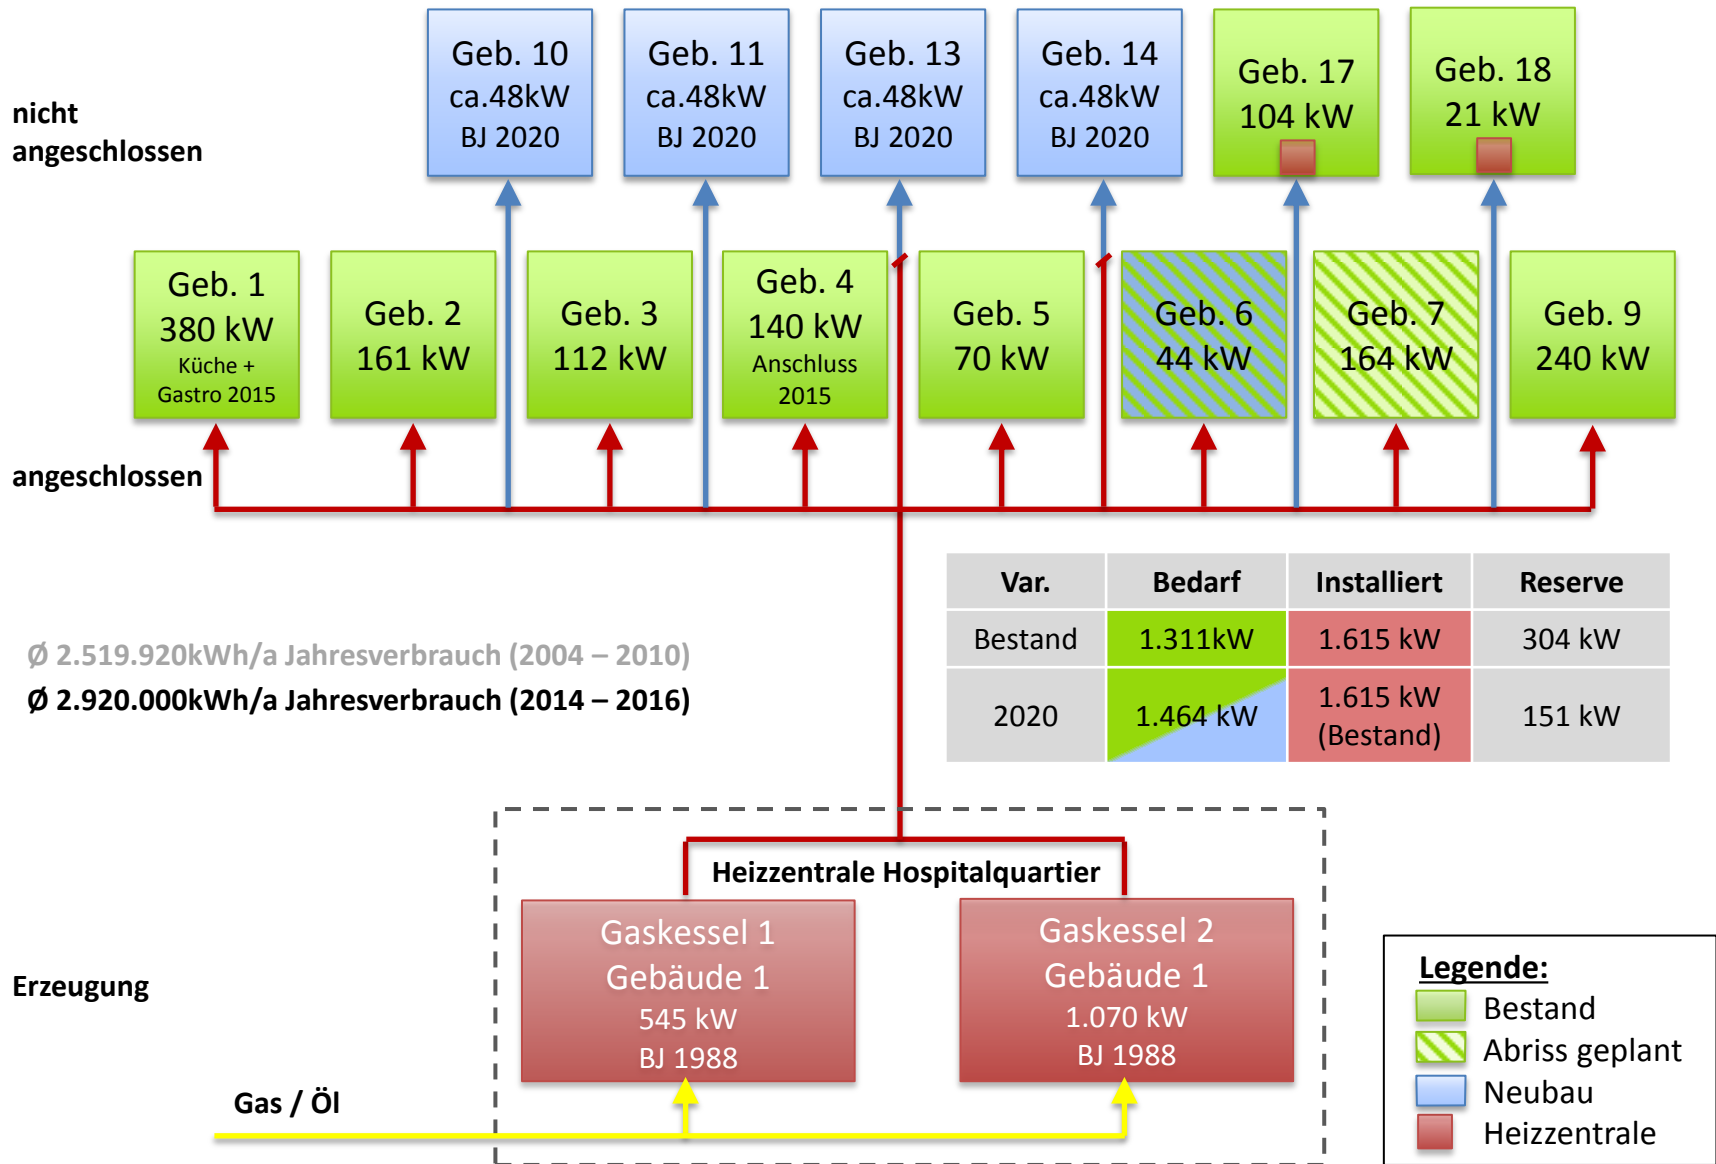 nicht
angeschlossen
Geb. 10
ca.48kW
BJ 2020
Geb. 11
ca.48kW
BJ 2020
Geb. 13
ca.48kW
BJ 2020
Geb. 14
ca.48kW
BJ 2020
Geb. 17
104 kW
Geb. 18
21 kW
Geb. 1
380 kW
Küche +
Gastro 2015
Geb. 2
161 kW
Geb. 3
112 kW
Geb. 4
140 kW
Anschluss
2015
Geb. 5
70 kW
Geb. 6
44 kW
Geb. 7
164 kW
Geb. 9
240 kW
angeschlossen
Var. Bedarf Installiert Reserve
Bestand 1.311kW 1.615 kW 304 kW
2020 1.464 kW 1.615 kW (Bestand) 151 kW
Ø 2.519.920kWh/a Jahresverbrauch (2004 – 2010)
Ø 2.920.000kWh/a Jahresverbrauch (2014 – 2016)
Heizzentrale Hospitalquartier
Erzeugung
Gaskessel 1
Gebäude 1
545 kW
BJ 1988
Gaskessel 2
Gebäude 1
1.070 kW
BJ 1988
Gas / Öl
Legende:
Bestand
Abriss geplant
Neubau
Heizzentrale